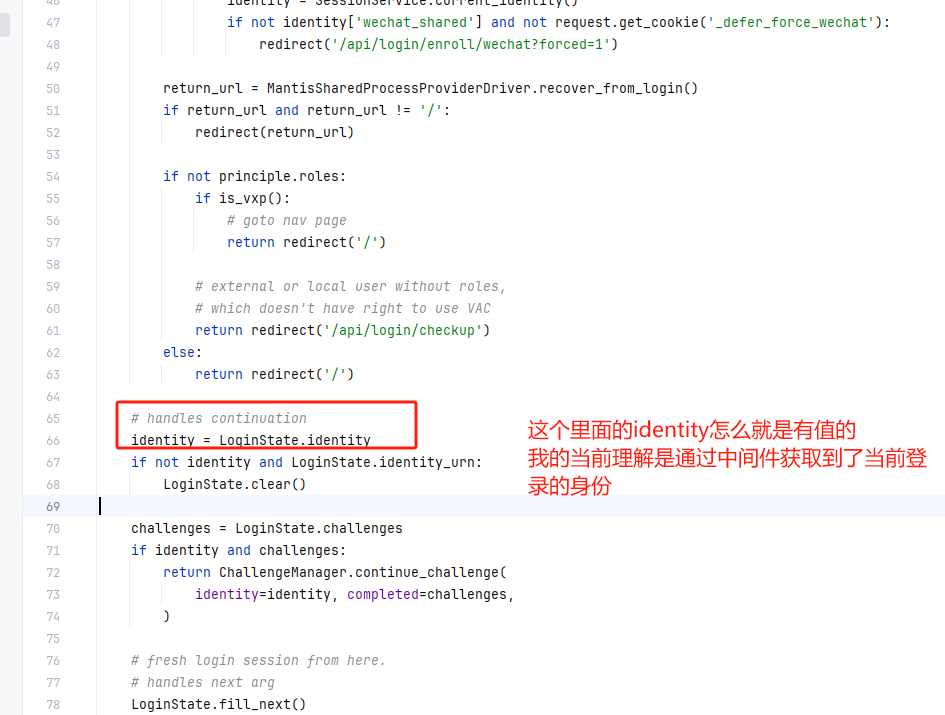 46 identity = SessionService.current_identity()
47 if not identity['wechat_shared'] and not request.get_cookie('_defer_force_wechat'):
48 redirect('/api/login/enroll/wechat?forced=1')
49
50 return_url = MantisSharedProcessProviderDriver.recover_from_login()
51 if return_url and return_url != '/':
52 redirect(return_url)
53
54 if not principle.roles:
55 if is_vxp():
56 # goto nav page
57 return redirect('/')
58
59 # external or local user without roles,
60 # which doesn't have right to use VAC
61 return redirect('/api/login/checkup')
62 else:
63 return redirect('/')
64
65 # handles continuation
66 identity = LoginState.identity
67 if not identity and LoginState.identity_urn:
68 LoginState.clear()
69
70 challenges = LoginState.challenges
71 if identity and challenges:
72 return ChallengeManager.continue_challenge(
73 identity=identity, completed=challenges,
74 )
75
76 # fresh login session from here.
77 # handles next arg
78 LoginState.fill_next()
这个里面的identity怎么就是有值的
我的当前理解是通过中间件获取到了当前登
录的身份